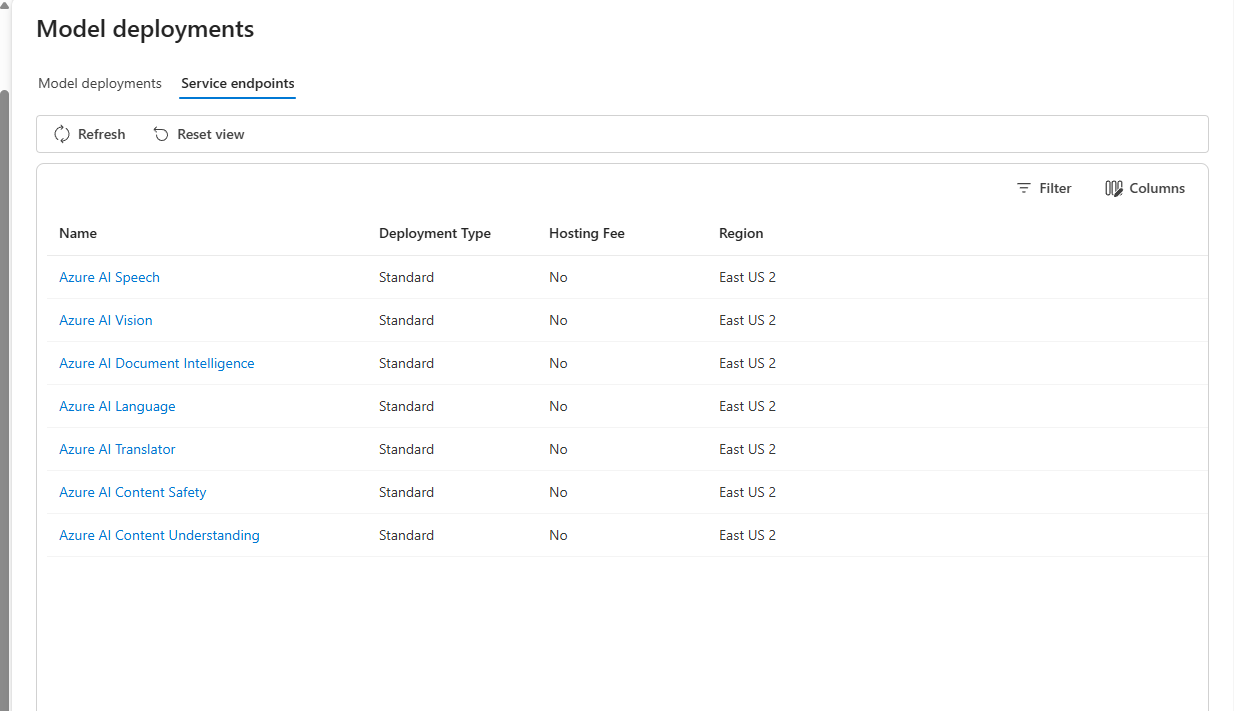 Model deployments
Model deployments Service endpoints
Refresh Reset view
Filter Columns
Name Deployment Type Hosting Fee Region
Azure AI Speech Standard No East US 2
Azure AI Vision Standard No East US 2
Azure AI Document Intelligence Standard No East US 2
Azure AI Language Standard No East US 2
Azure AI Translator Standard No East US 2
Azure AI Content Safety Standard No East US 2
Azure AI Content Understanding Standard No East US 2